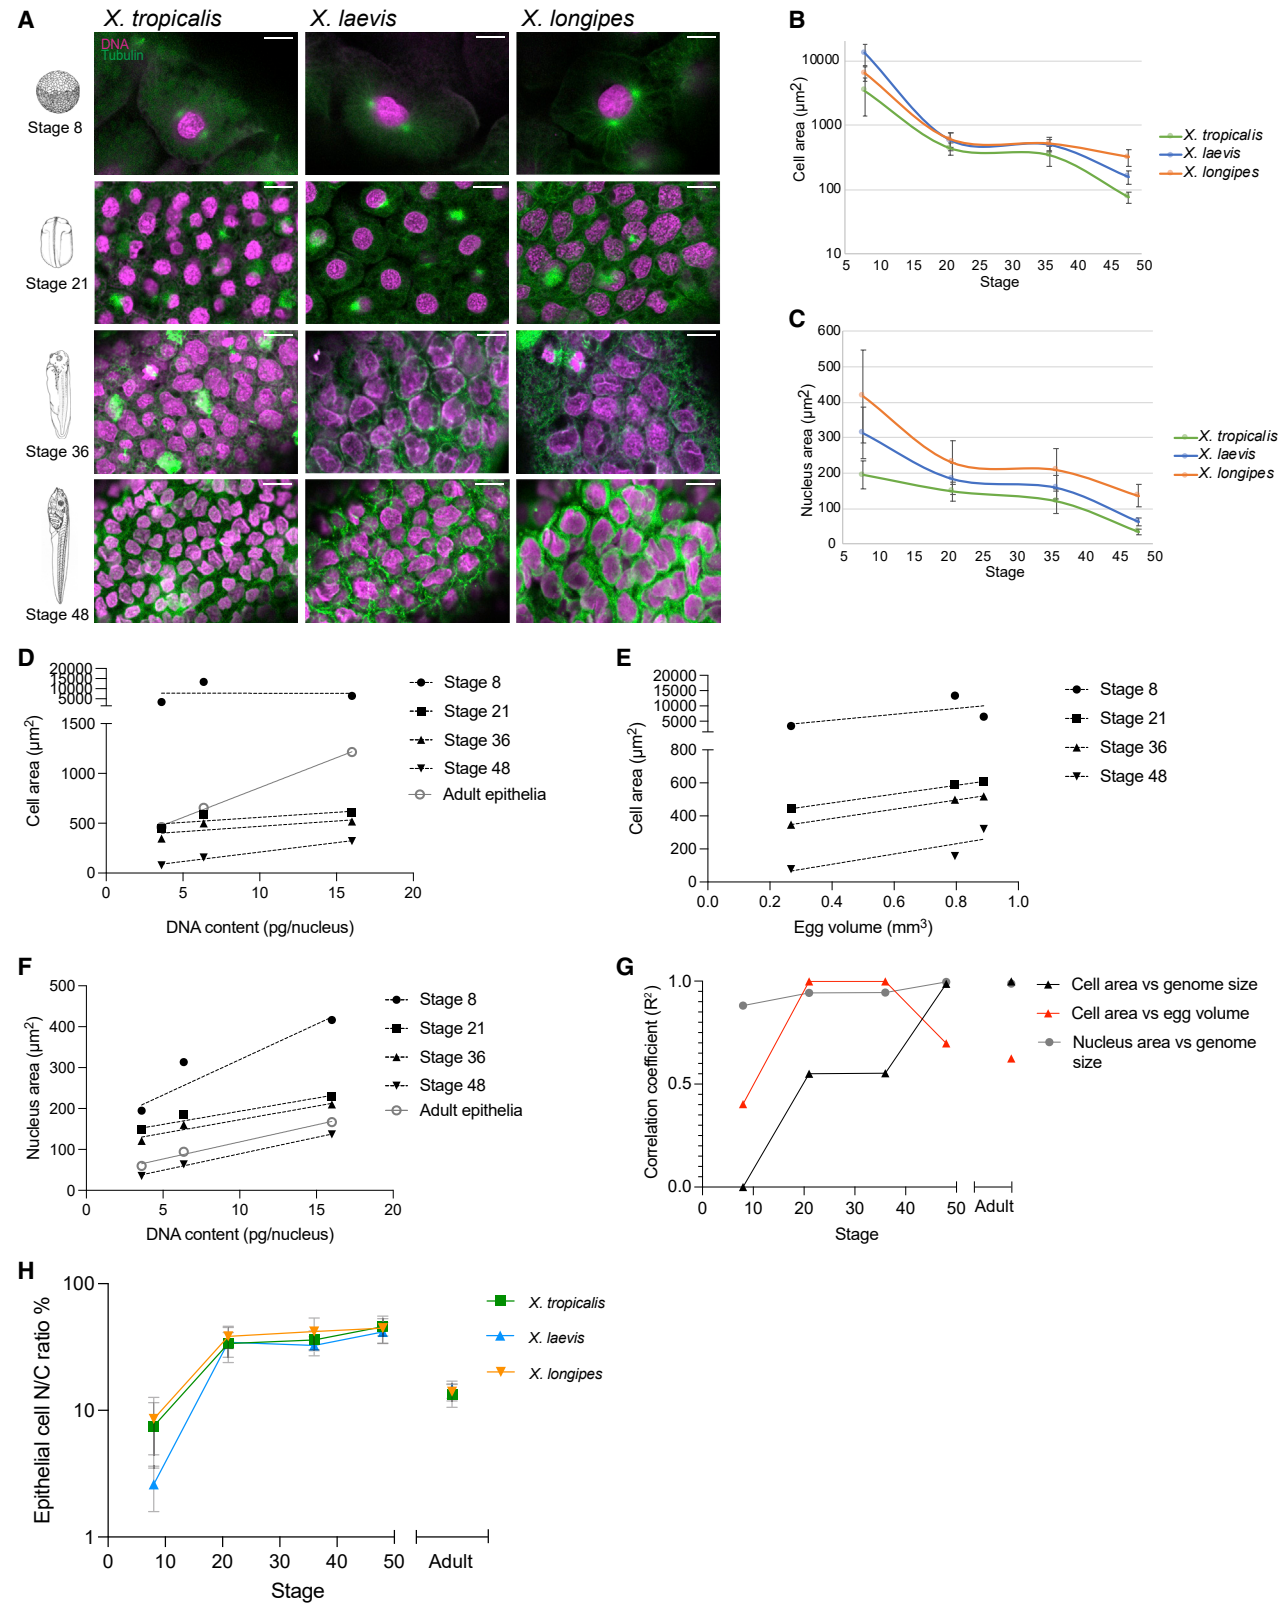 A
X. tropicalis
X. laevis
X. longipes
DNA
Tubulin
Stage 8
Stage 21
Stage 36
Stage 48
B
Cell area (µm2)
10000
1000
100
10
5 10 15 20 25 30 35 40 45 50
Stage
X. tropicalis
X. laevis
X. longipes
C
Nucleus area (µm2)
600
500
400
300
200
100
0
5 10 15 20 25 30 35 40 45 50
Stage
X. tropicalis
X. laevis
X. longipes
D
Cell area (µm2)
20000
15000
10000
5000
1500
1000
500
0
0 5 10 15 20
DNA content (pg/nucleus)
Stage 8
Stage 21
Stage 36
Stage 48
Adult epithelia
E
Cell area (µm2)
20000
15000
10000
5000
800
600
400
200
0
0.0 0.2 0.4 0.6 0.8 1.0
Egg volume (mm3)
Stage 8
Stage 21
Stage 36
Stage 48
F
Nucleus area (µm2)
500
400
300
200
100
0
0 5 10 15 20
DNA content (pg/nucleus)
Stage 8
Stage 21
Stage 36
Stage 48
Adult epithelia
G
Correlation coefficient (R2)
1.0
0.5
0.0
0 10 20 30 40 50 Adult
Stage
Cell area vs genome size
Cell area vs egg volume
Nucleus area vs genome
size
H
Epithelial cell N/C ratio %
100
10
1
0 10 20 30 40 50 Adult
Stage
X. tropicalis
X. laevis
X. longipes